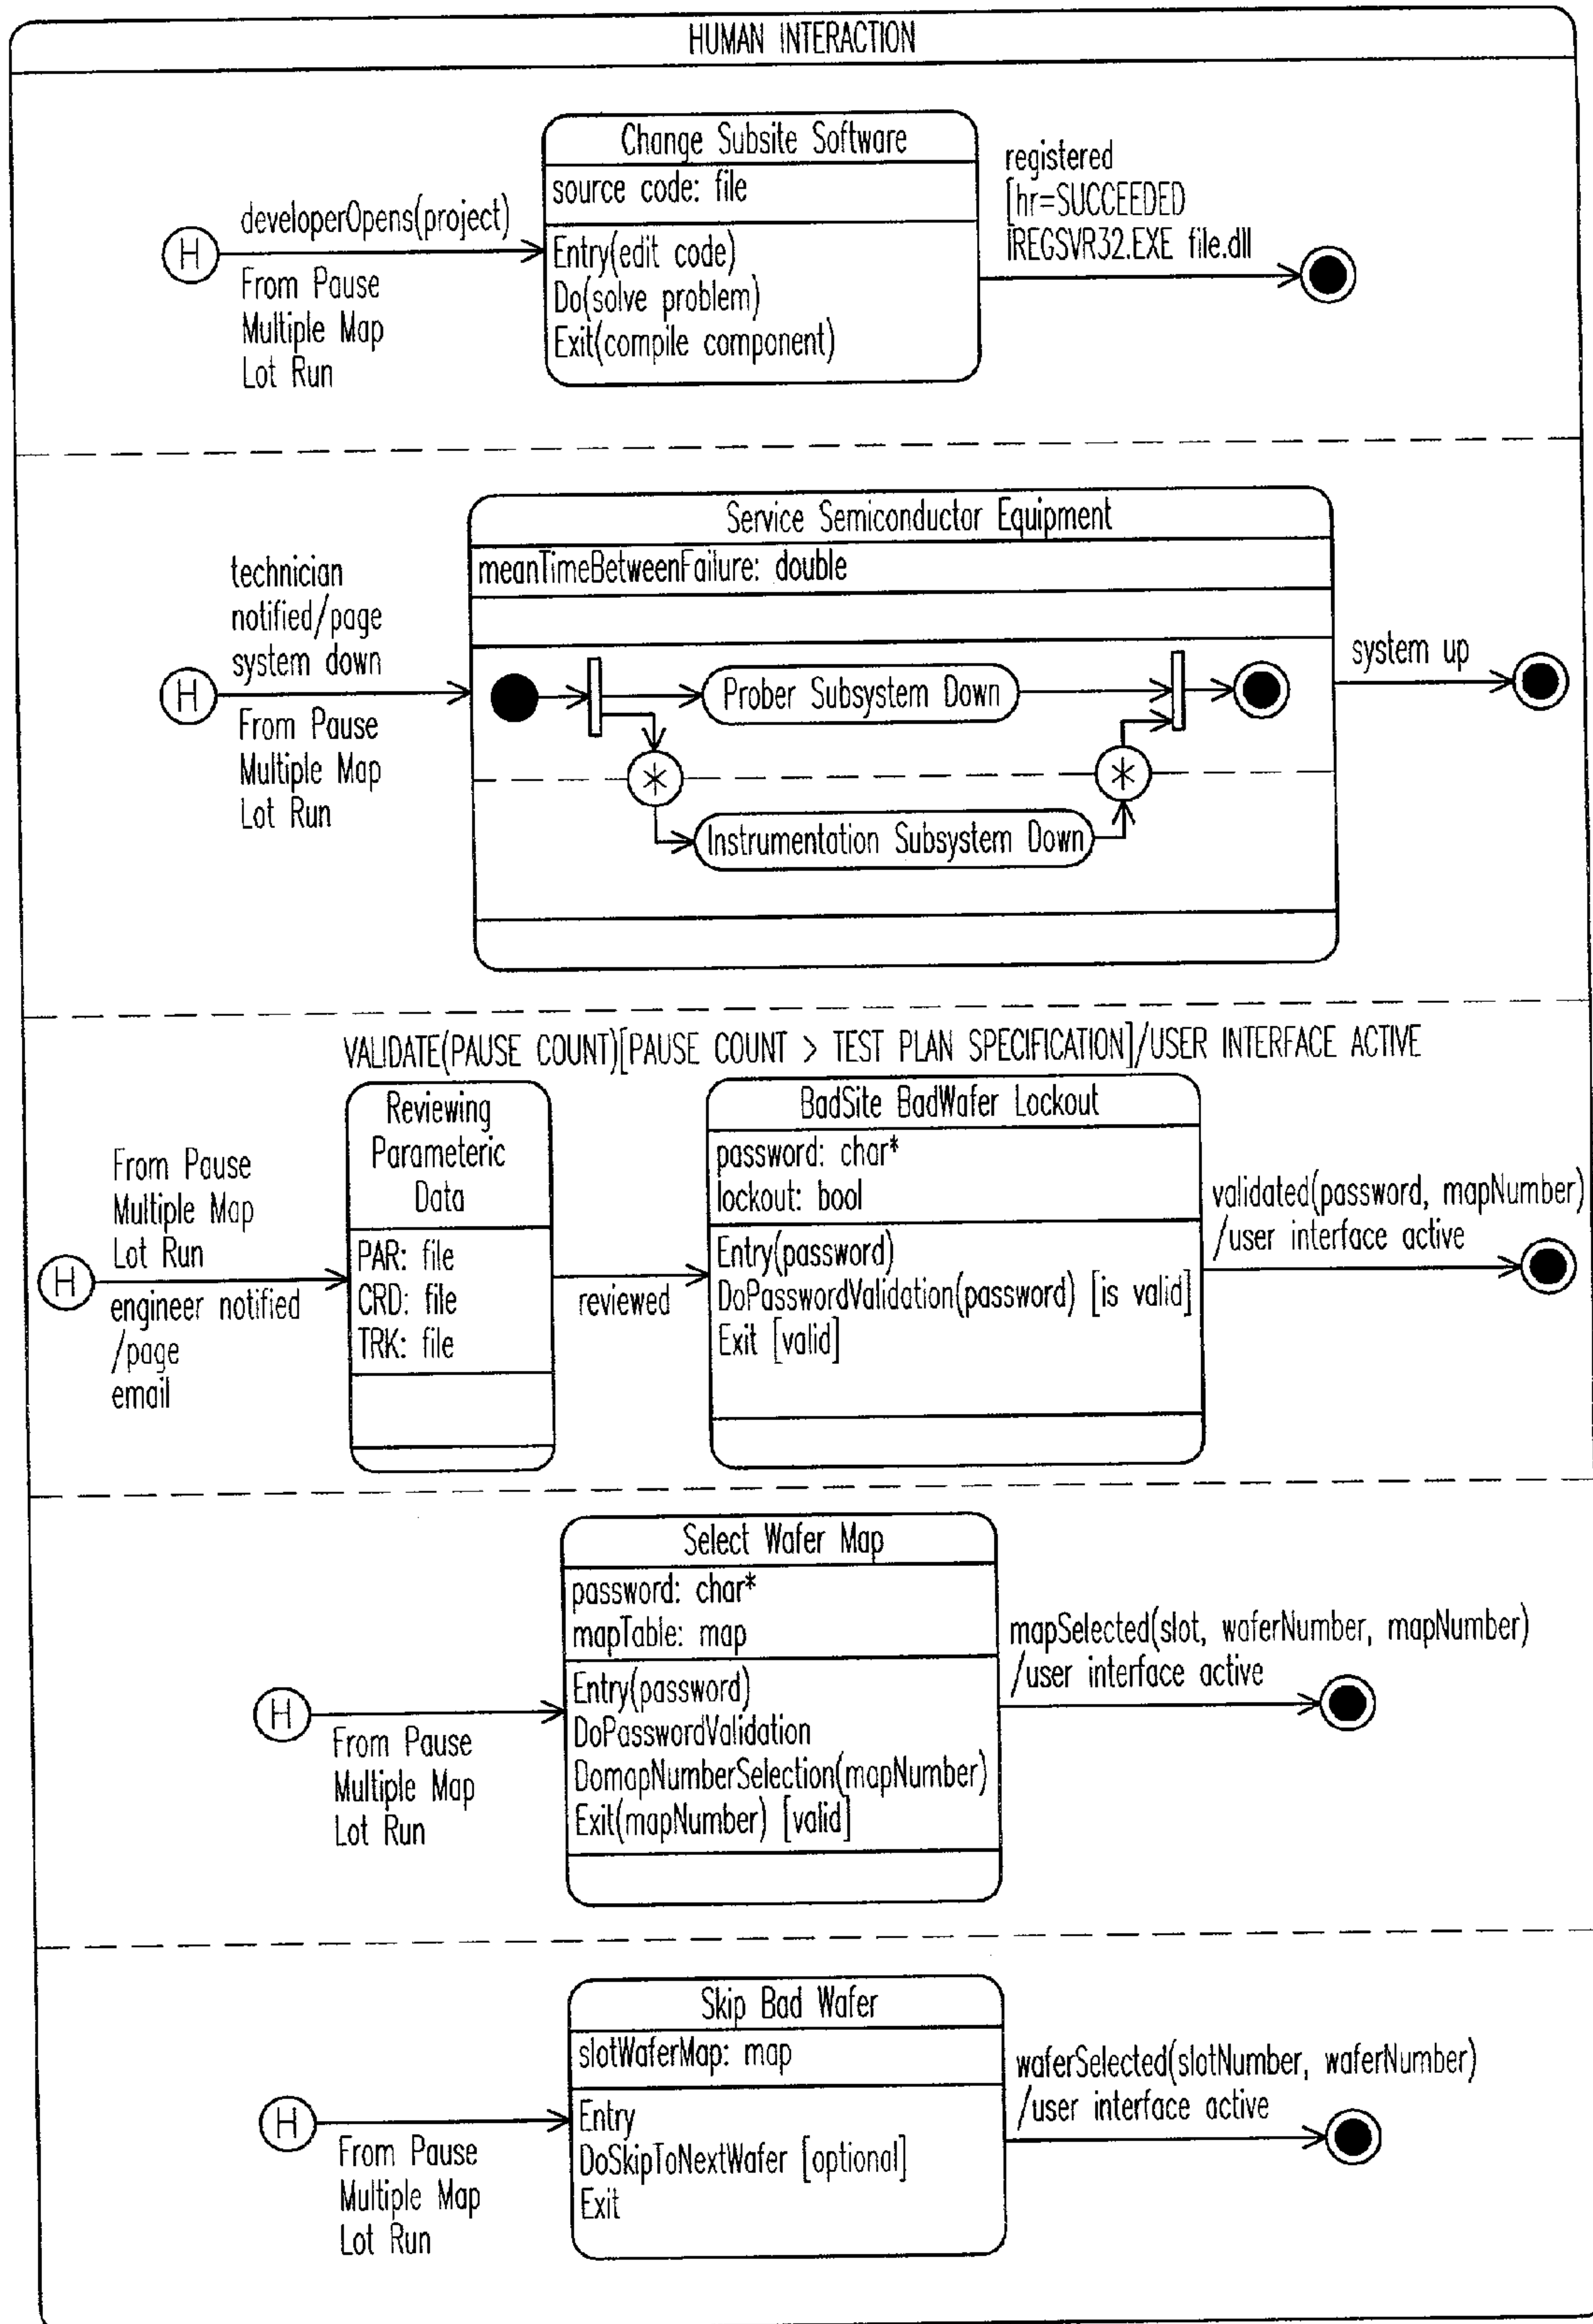 HUMAN INTERACTION
Change Subsite Software
source code: file
Entry(edit code)
Do(solve problem)
Exit(compile component)
H
developerOpens(project)
From Pause
Multiple Map
Lot Run
registered
[hr=SUCCEEDED
IREGSVR32.EXE file.dll
Service Semiconductor Equipment
meanTimeBetweenFailure: double
technician
notified/page
system down
H
From Pause
Multiple Map
Lot Run
Prober Subsystem Down
*
*
Instrumentation Subsystem Down
system up
VALIDATE(PAUSE COUNT)[PAUSE COUNT > TEST PLAN SPECIFICATION]/USER INTERFACE ACTIVE
From Pause
Multiple Map
Lot Run
H
engineer notified
/page
email
Reviewing
Parameteric
Data
PAR: file
CRD: file
TRK: file
reviewed
BadSite BadWafer Lockout
password: char*
lockout: bool
Entry(password)
DoPasswordValidation(password) [is valid]
Exit [valid]
validated(password, mapNumber)
/user interface active
Select Wafer Map
password: char*
mapTable: map
Entry(password)
DoPasswordValidation
DomapNumberSelection(mapNumber)
Exit(mapNumber) [valid]
H
From Pause
Multiple Map
Lot Run
mapSelected(slot, waferNumber, mapNumber)
/user interface active
Skip Bad Wafer
slotWaferMap: map
Entry
DoSkipToNextWafer [optional]
Exit
H
From Pause
Multiple Map
Lot Run
waferSelected(slotNumber, waferNumber)
/user interface active